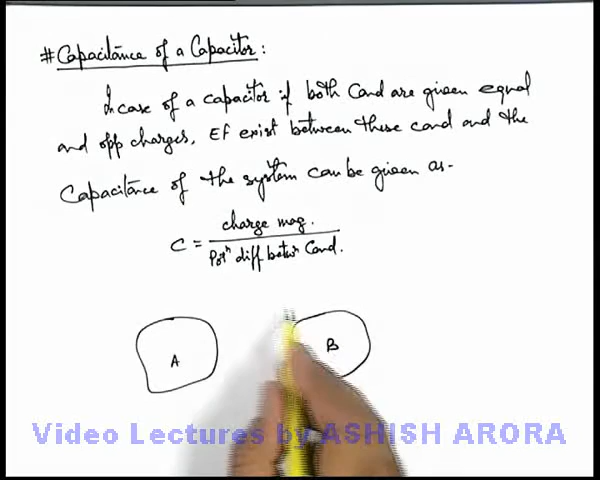 # Capacitance of a Capacitor:
In case of a capacitor if both Cond are given equal
and opp charges, EF exist between these cond and the
Capacitance of the system can be given as-
C = charge mag. / Potn diff betwn Cond.
A B
Video Lectures by ASHISH ARORA